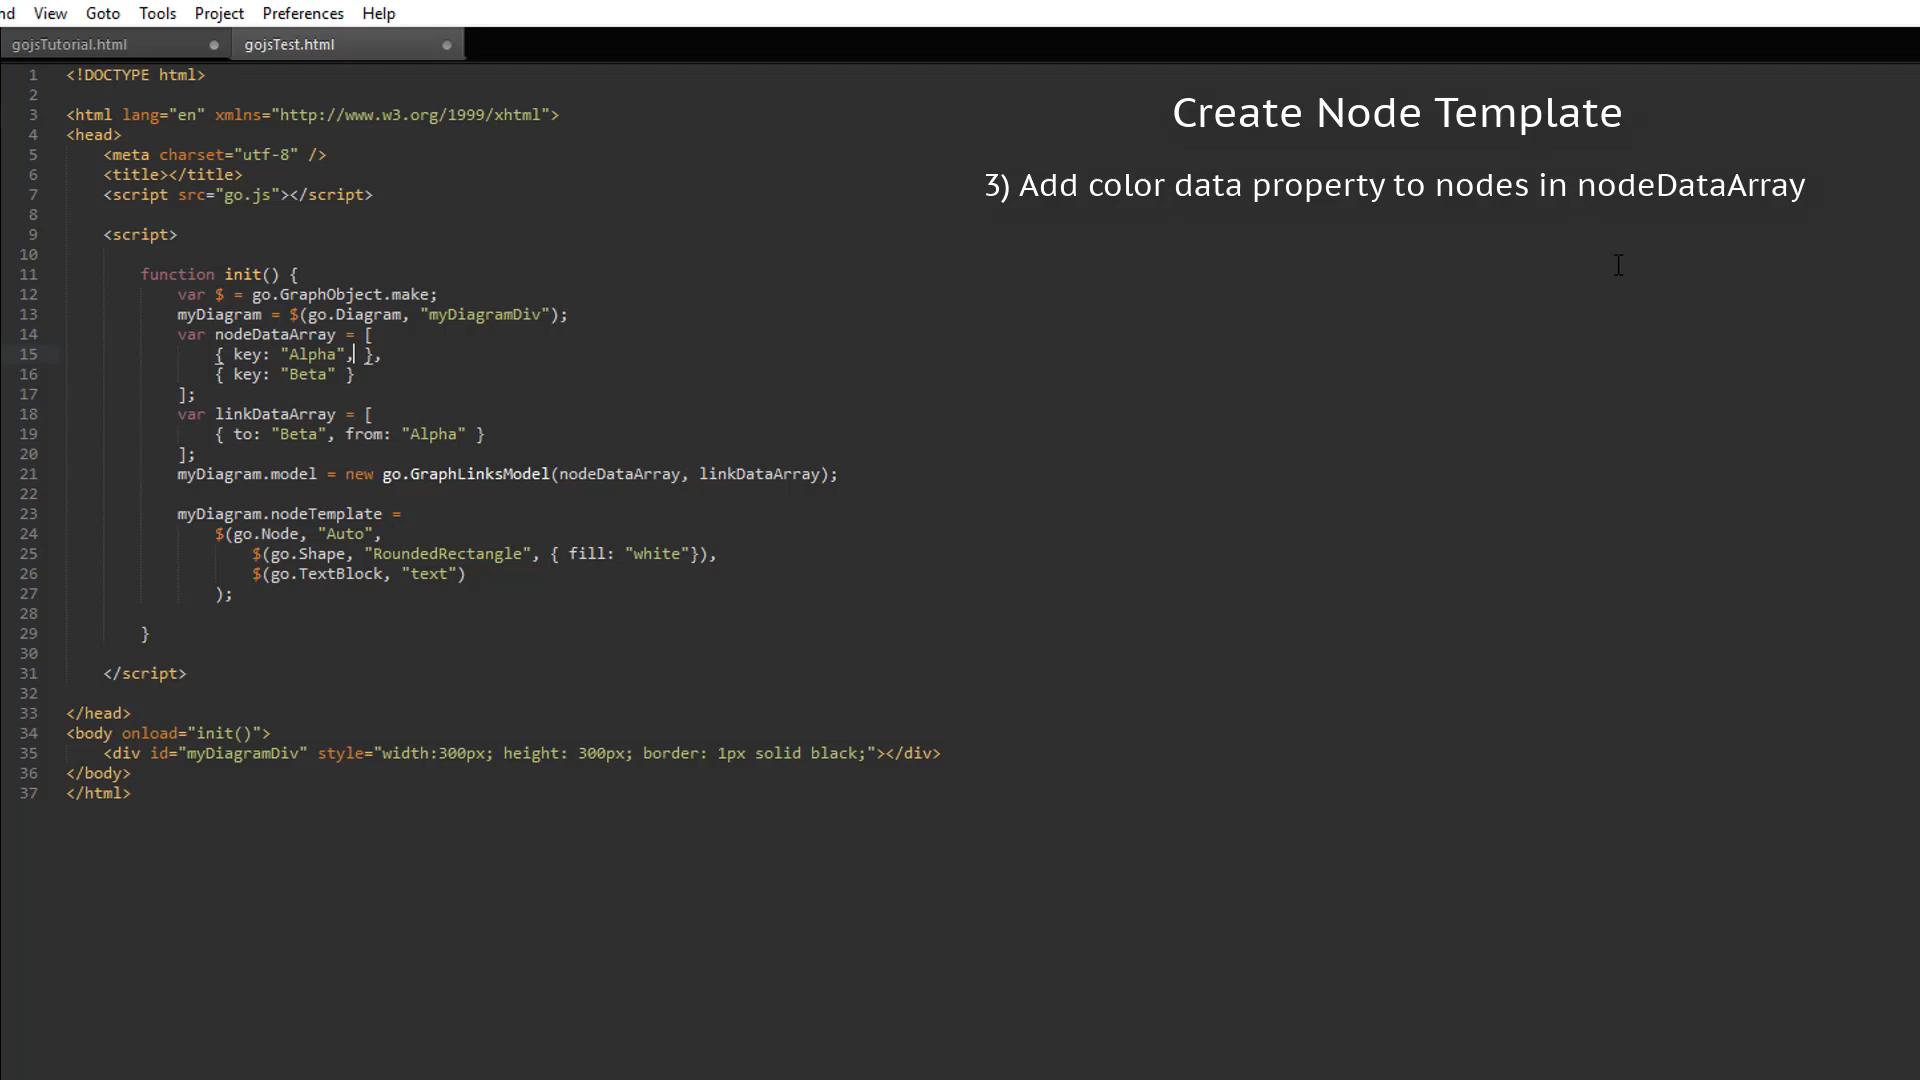 nd View Goto Tools Project Preferences Help
gojsTutorial.html gojsTest.html
Create Node Template
3) Add color data property to nodes in nodeDataArray
1 <!DOCTYPE html>
2
3 <html lang="en" xmlns="http://www.w3.org/1999/xhtml">
4 <head>
5 <meta charset="utf-8" />
6 <title></title>
7 <script src="go.js"></script>
8
9 <script>
10
11 function init() {
12 var $ = go.GraphObject.make;
13 myDiagram = $(go.Diagram, "myDiagramDiv");
14 var nodeDataArray = [
15 { key: "Alpha", },
16 { key: "Beta" }
17 ];
18 var linkDataArray = [
19 { to: "Beta", from: "Alpha" }
20 ];
21 myDiagram.model = new go.GraphLinksModel(nodeDataArray, linkDataArray);
22
23 myDiagram.nodeTemplate =
24 $(go.Node, "Auto",
25 $(go.Shape, "RoundedRectangle", { fill: "white"}),
26 $(go.TextBlock, "text")
27 );
28
29 }
30
31 </script>
32
33 </head>
34 <body onload="init()">
35 <div id="myDiagramDiv" style="width:300px; height: 300px; border: 1px solid black;"></div>
36 </body>
37 </html>